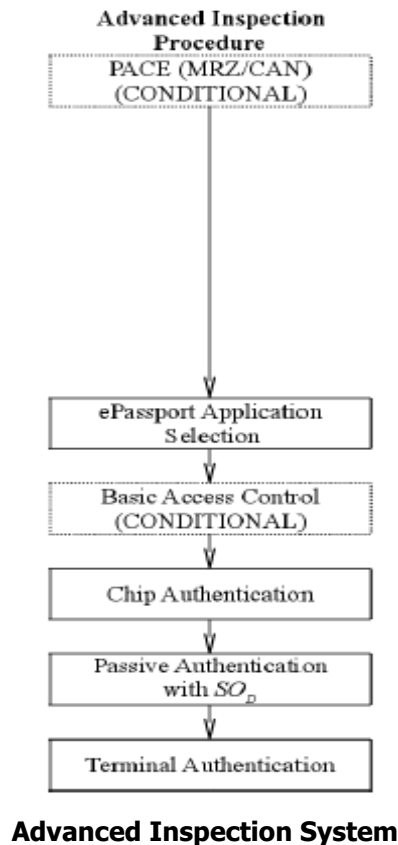 Advanced Inspection
Procedure
PACE (MRZ/CAN)
(CONDITIONAL)
ePassport Application
Selection
Basic Access Control
(CONDITIONAL)
Chip Authentication
Passive Authentication
with SO_D
Terminal Authentication
Advanced Inspection System